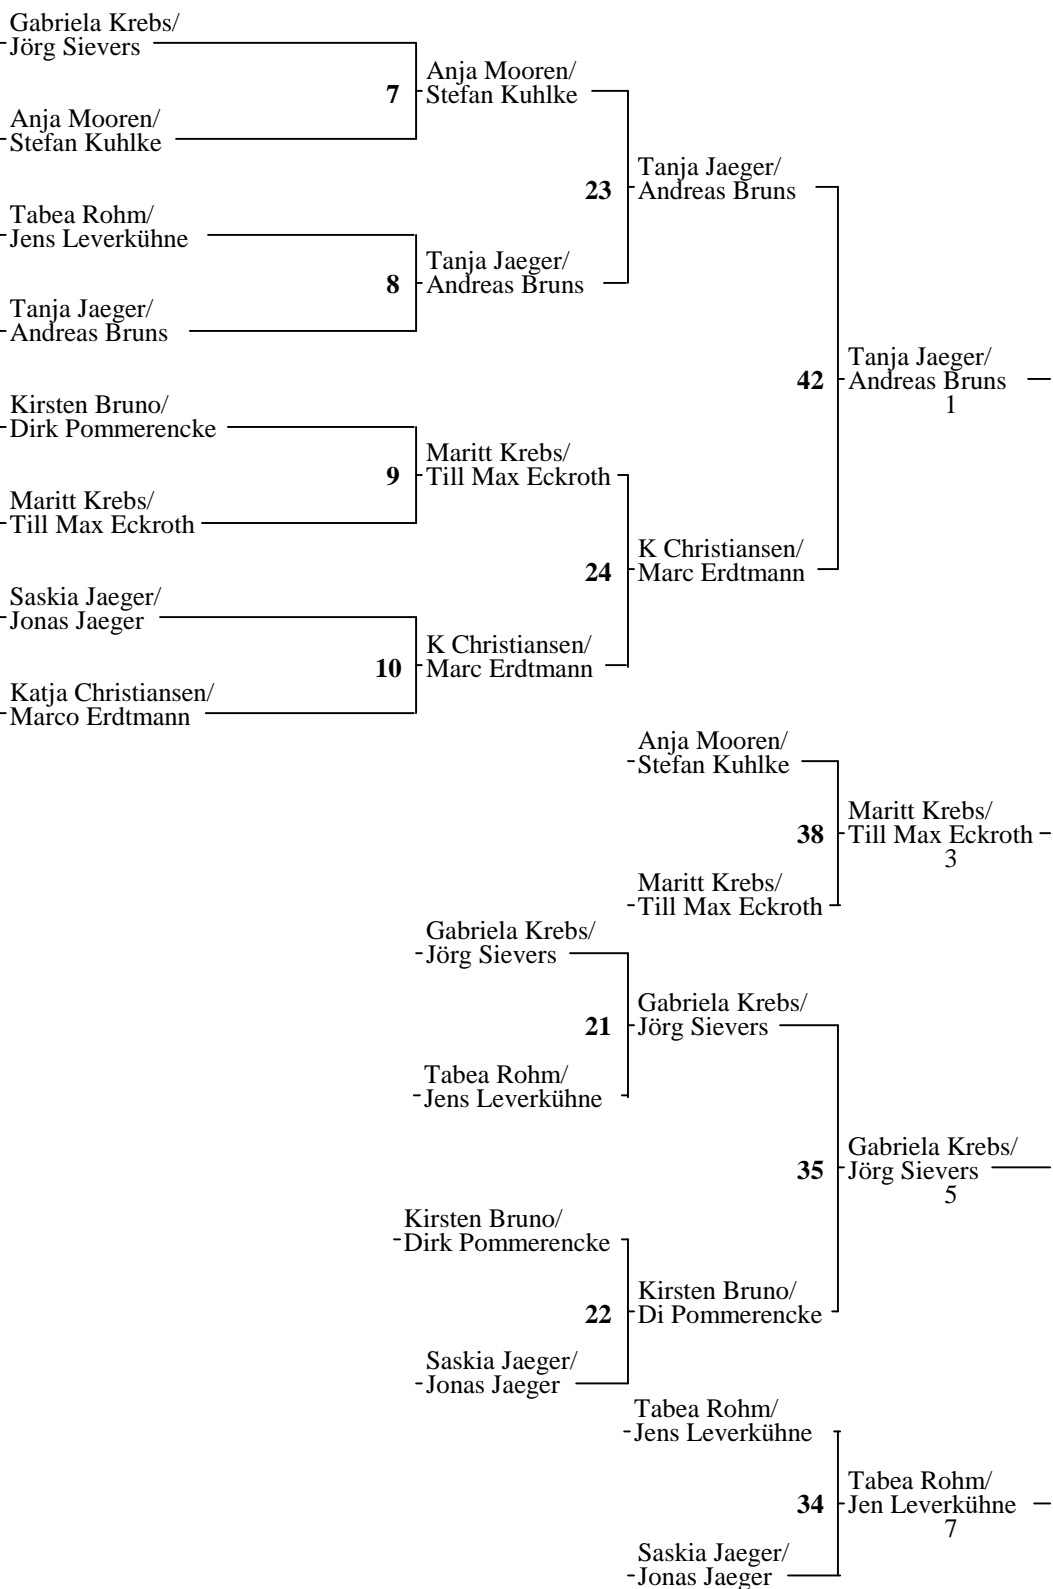 Gabriela Krebs/
Jörg Sievers
7
Anja Mooren/
Stefan Kuhlke
Anja Mooren/
Stefan Kuhlke
23
Tanja Jaeger/
Andreas Bruns
Tabea Rohm/
Jens Leverkühne
8
Tanja Jaeger/
Andreas Bruns
Tanja Jaeger/
Andreas Bruns
42
Tanja Jaeger/
Andreas Bruns
1
Kirsten Bruno/
Dirk Pommerencke
9
Maritt Krebs/
Till Max Eckroth
Maritt Krebs/
Till Max Eckroth
24
K Christiansen/
Marc Erdtmann
Saskia Jaeger/
Jonas Jaeger
10
K Christiansen/
Marc Erdtmann
Katja Christiansen/
Marco Erdtmann
Anja Mooren/
Stefan Kuhlke
38
Maritt Krebs/
Till Max Eckroth
3
Maritt Krebs/
Till Max Eckroth
Gabriela Krebs/
Jörg Sievers
21
Gabriela Krebs/
Jörg Sievers
Tabea Rohm/
Jens Leverkühne
35
Gabriela Krebs/
Jörg Sievers
5
Kirsten Bruno/
Dirk Pommerencke
22
Kirsten Bruno/
Di Pommerencke
Saskia Jaeger/
Jonas Jaeger
Tabea Rohm/
Jens Leverkühne
34
Tabea Rohm/
Jen Leverkühne
7
Saskia Jaeger/
Jonas Jaeger